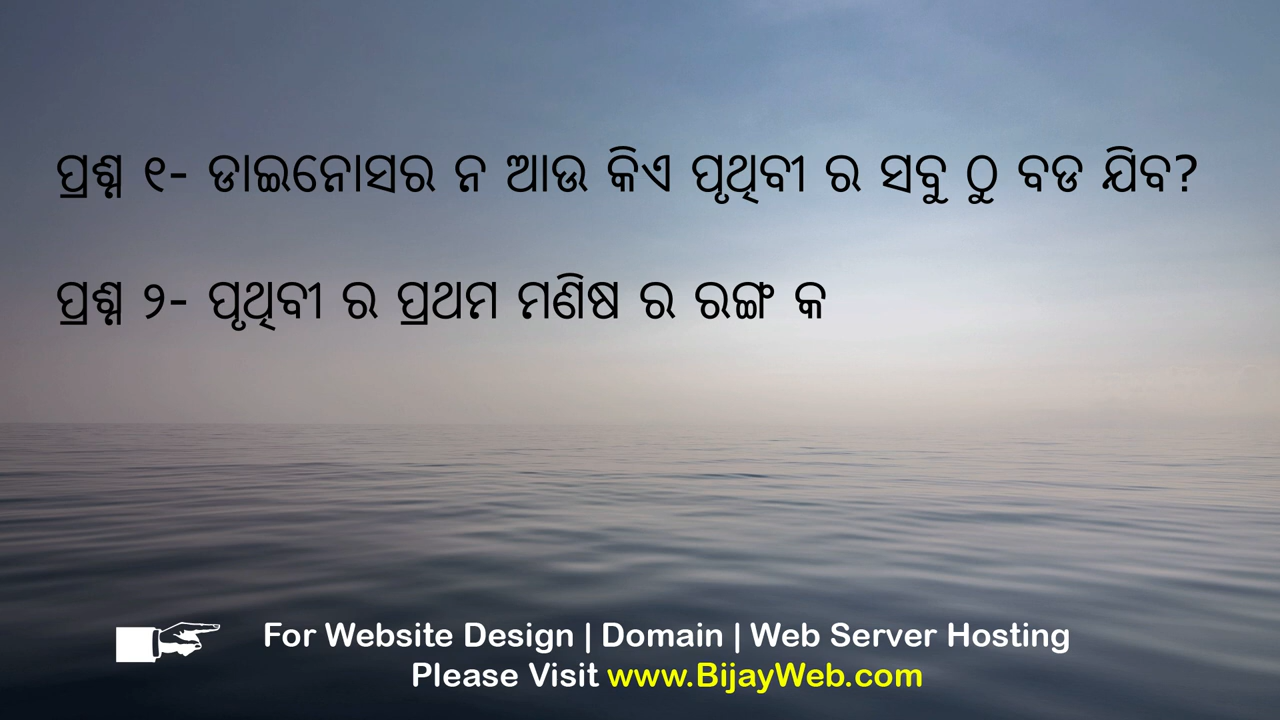 ପ୍ରଶ୍ନ ୧- ଡାଇନୋସର ନ ଆଉ କିଏ ପୃଥିବୀ ର ସବୁ ଠୁ ବଡ ଯିବ?
ପ୍ରଶ୍ନ ୨- ପୃଥିବୀ ର ପ୍ରଥମ ମଣିଷ ର ରଙ୍ଗ କ
For Website Design | Domain | Web Server Hosting
Please Visit www.BijayWeb.com